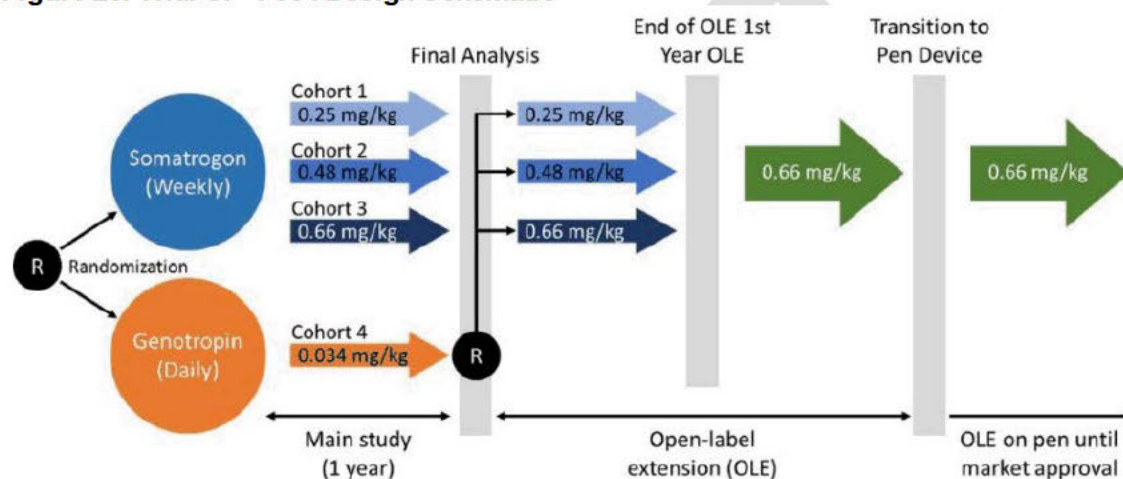 End of OLE 1st
Year OLE
Transition to
Pen Device
Final Analysis
Cohort 1
0.25 mg/kg
0.25 mg/kg
Somatrogon
(Weekly)
Cohort 2
0.48 mg/kg
0.48 mg/kg
0.66 mg/kg
0.66 mg/kg
Cohort 3
0.66 mg/kg
0.66 mg/kg
R
Randomization
Genotropin
(Daily)
Cohort 4
0.034 mg/kg
R
Main study
(1 year)
Open-label
extension (OLE)
OLE on pen until
market approval